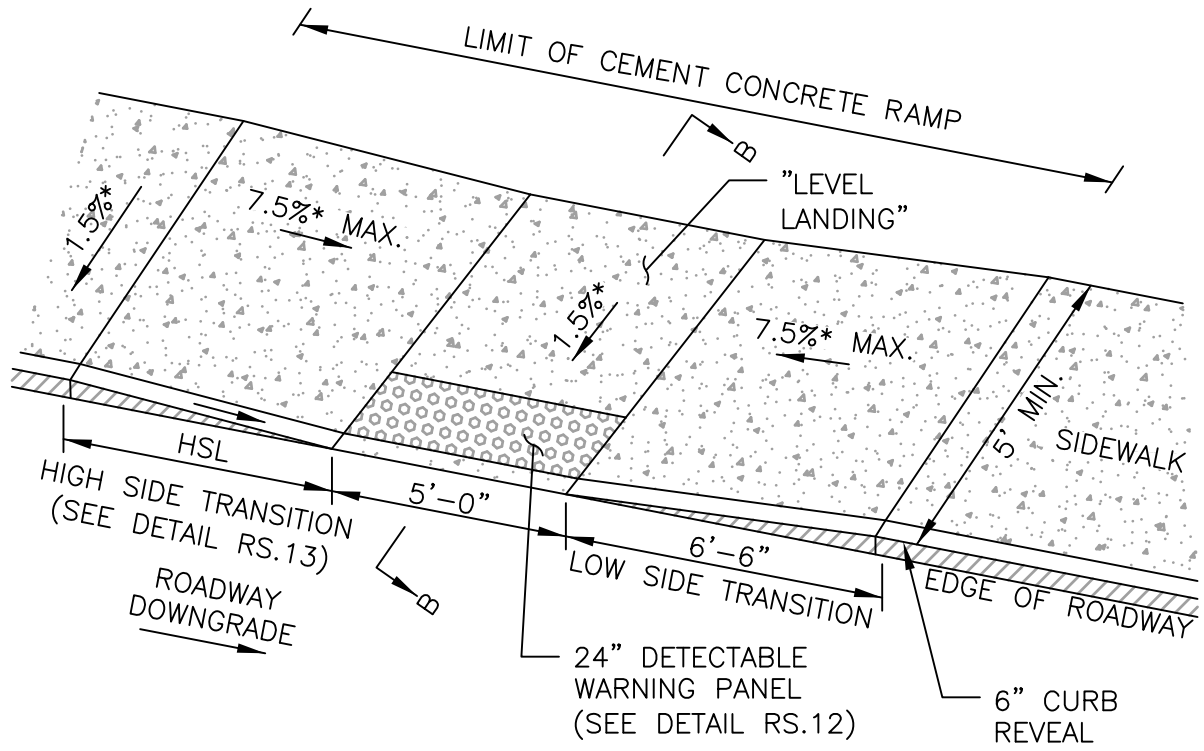 LIMIT OF CEMENT CONCRETE RAMP
B
"LEVEL
LANDING"
1.5%*
7.5%* MAX.
1.5%*
7.5%* MAX.
5' MIN.
SIDEWALK
HSL
HIGH SIDE TRANSITION
(SEE DETAIL RS.13)
5'-0"
6'-6"
LOW SIDE TRANSITION
EDGE OF ROADWAY
B
ROADWAY
DOWNGRADE
24" DETECTABLE
WARNING PANEL
(SEE DETAIL RS.12)
6" CURB
REVEAL